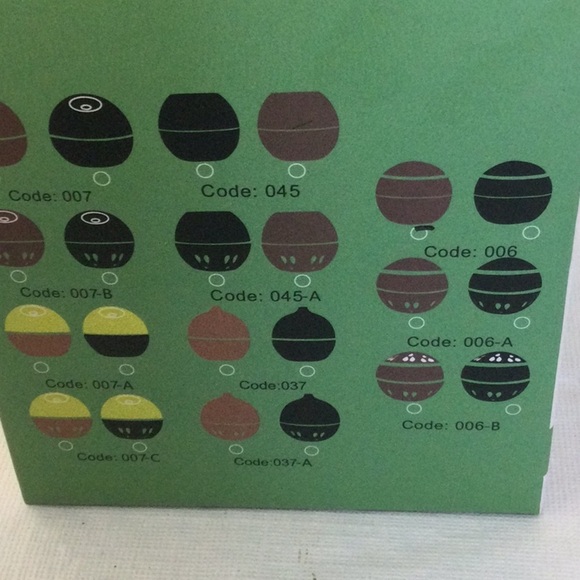 Code: 007
Code: 045
Code: 006
Code: 007-B
Code: 045-A
Code: 006-A
Code: 007-A
Code:037
Code: 006-B
Code: 007-C
Code:037-A